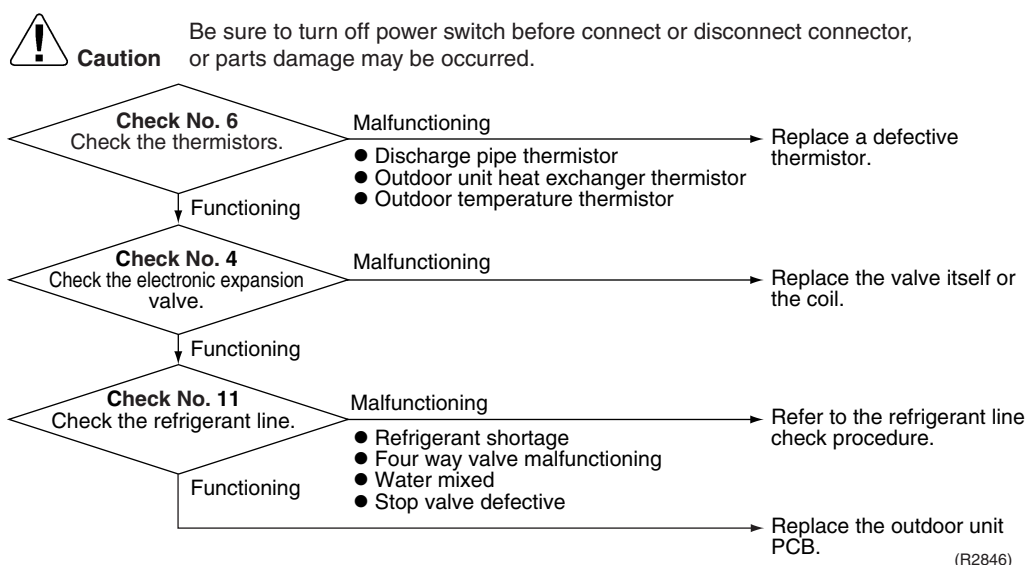 Be sure to turn off power switch before connect or disconnect connector,
Caution or parts damage may be occurred.
Check No. 6
Check the thermistors.
Malfunctioning
● Discharge pipe thermistor
● Outdoor unit heat exchanger thermistor
● Outdoor temperature thermistor
Replace a defective
thermistor.
Functioning
Check No. 4
Check the electronic expansion
valve.
Malfunctioning
Replace the valve itself or
the coil.
Functioning
Check No. 11
Check the refrigerant line.
Malfunctioning
● Refrigerant shortage
● Four way valve malfunctioning
● Water mixed
● Stop valve defective
Refer to the refrigerant line
check procedure.
Functioning
Replace the outdoor unit
PCB.
(R2846)